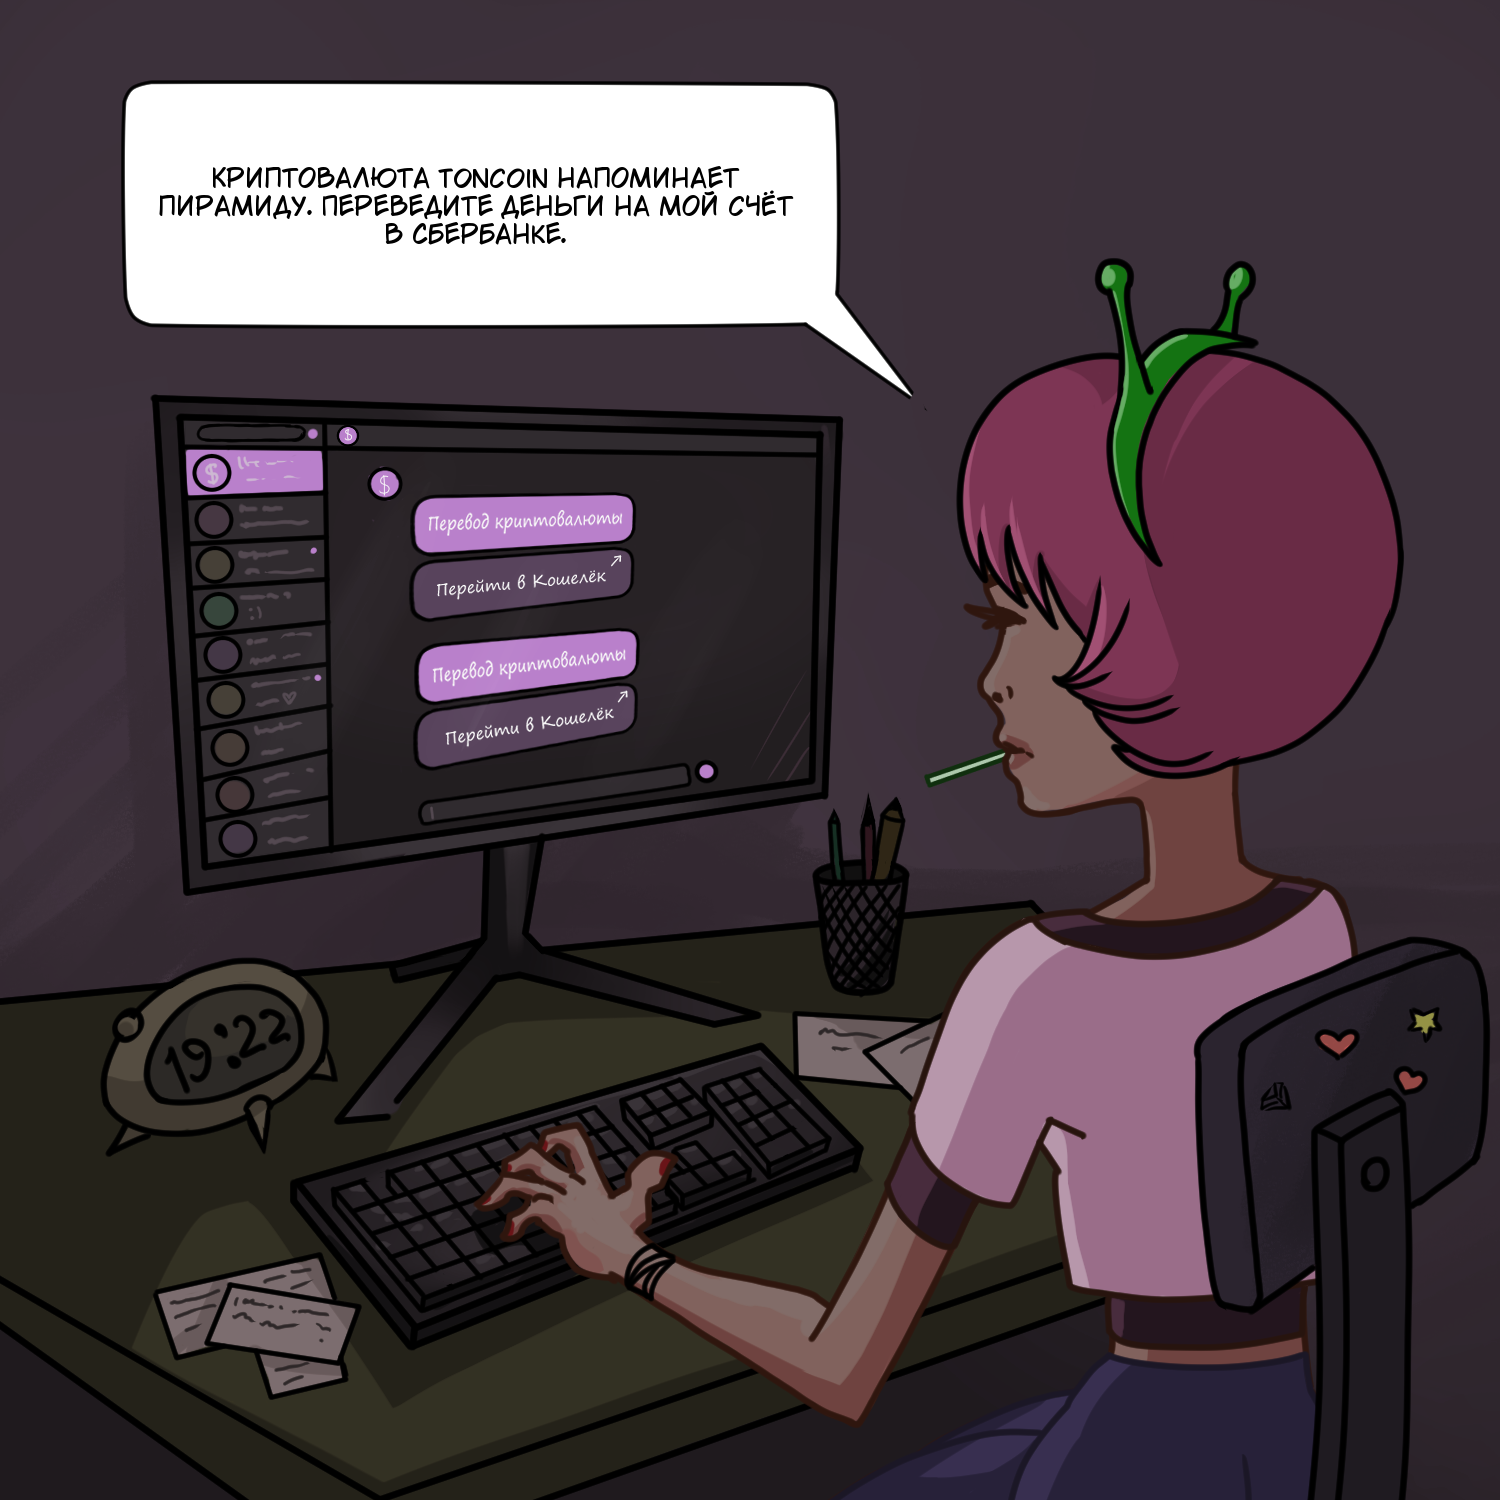 КРИПТОВАЛЮТА TONCOIN НАПОМИНАЕТ
ПИРАМИДУ. ПЕРЕВЕДИТЕ ДЕНЬГИ НА МОЙ СЧЁТ
В СБЕРБАНКЕ.
$
$
$
Перевод криптовалюты
Перейти в Кошелёк
:)
Перевод криптовалюты
Перейти в Кошелёк
19:22